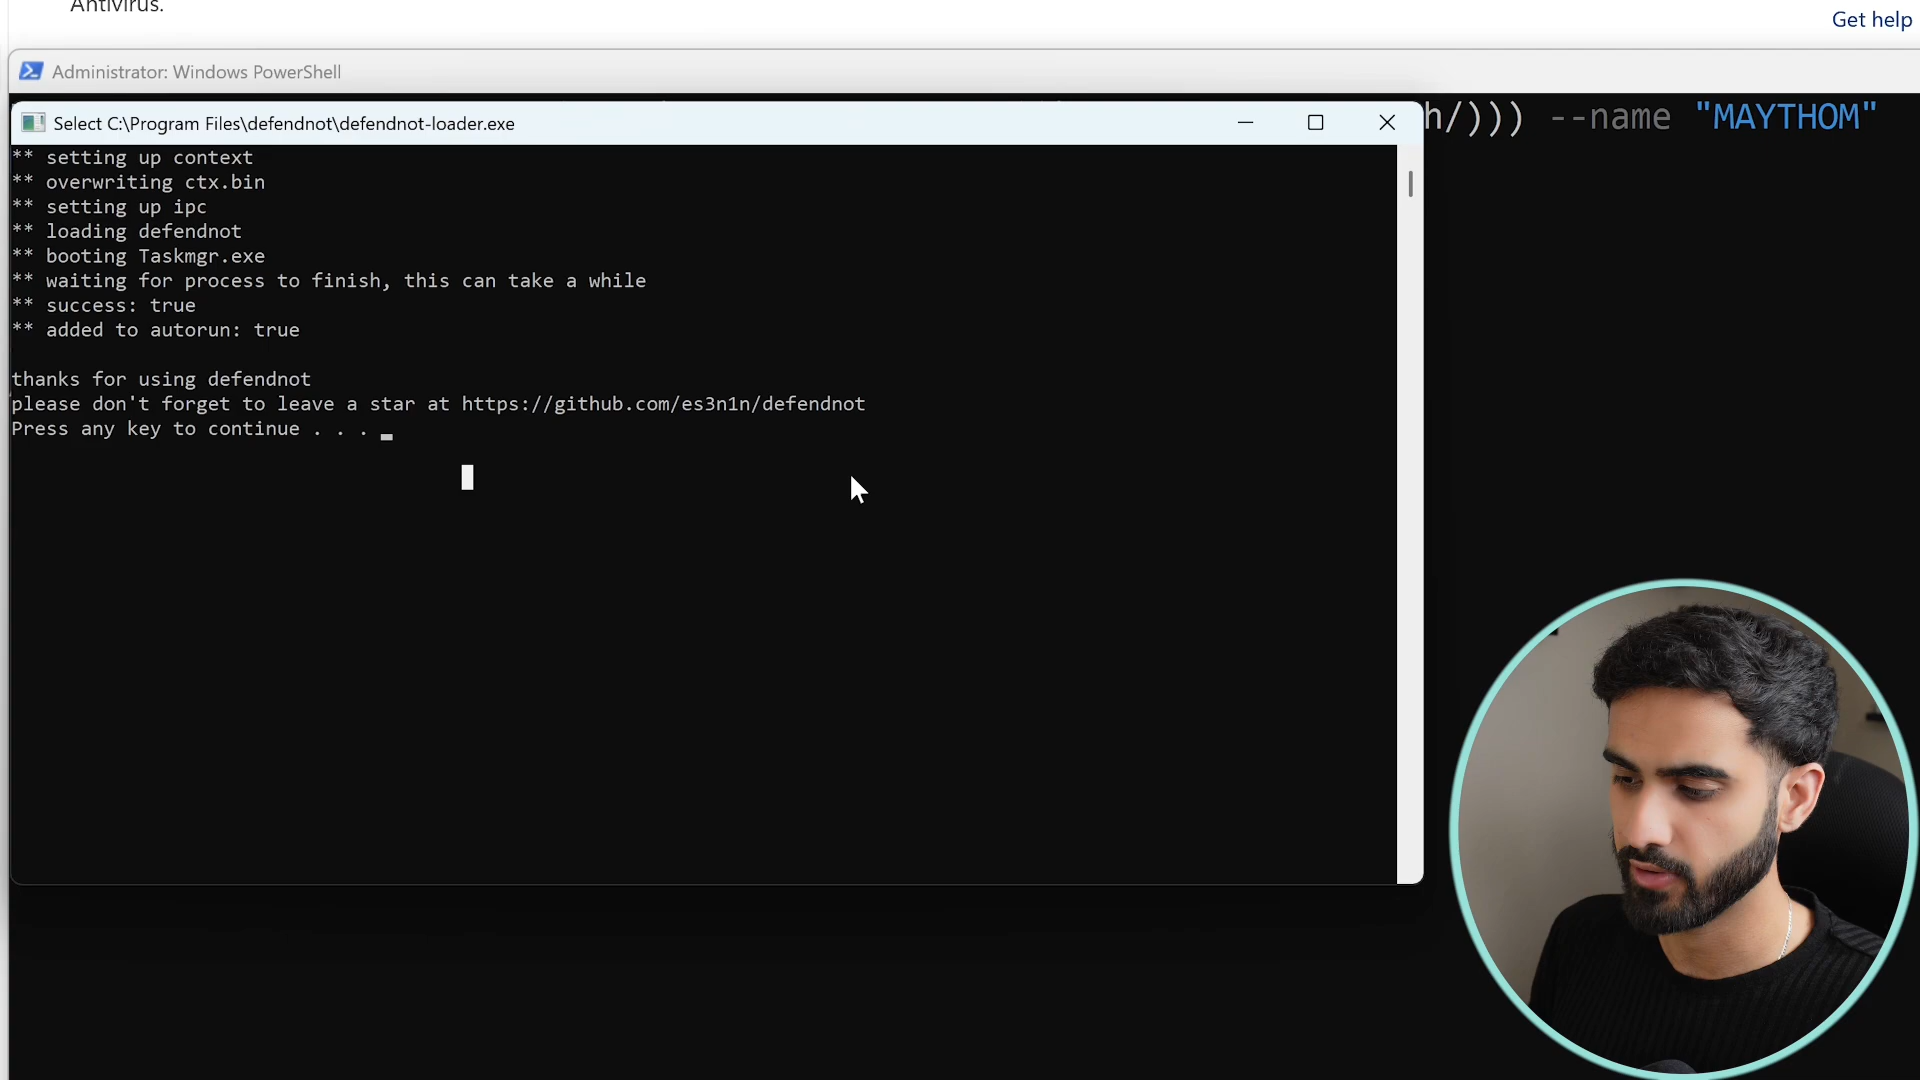 Antivirus.
Get help
Administrator: Windows PowerShell
h/))) --name "MAYTHOM"
Select C:\Program Files\defendnot\defendnot-loader.exe
** setting up context
** overwriting ctx.bin
** setting up ipc
** loading defendnot
** booting Taskmgr.exe
** waiting for process to finish, this can take a while
** success: true
** added to autorun: true
thanks for using defendnot
please don't forget to leave a star at https://github.com/es3n1n/defendnot
Press any key to continue . . .